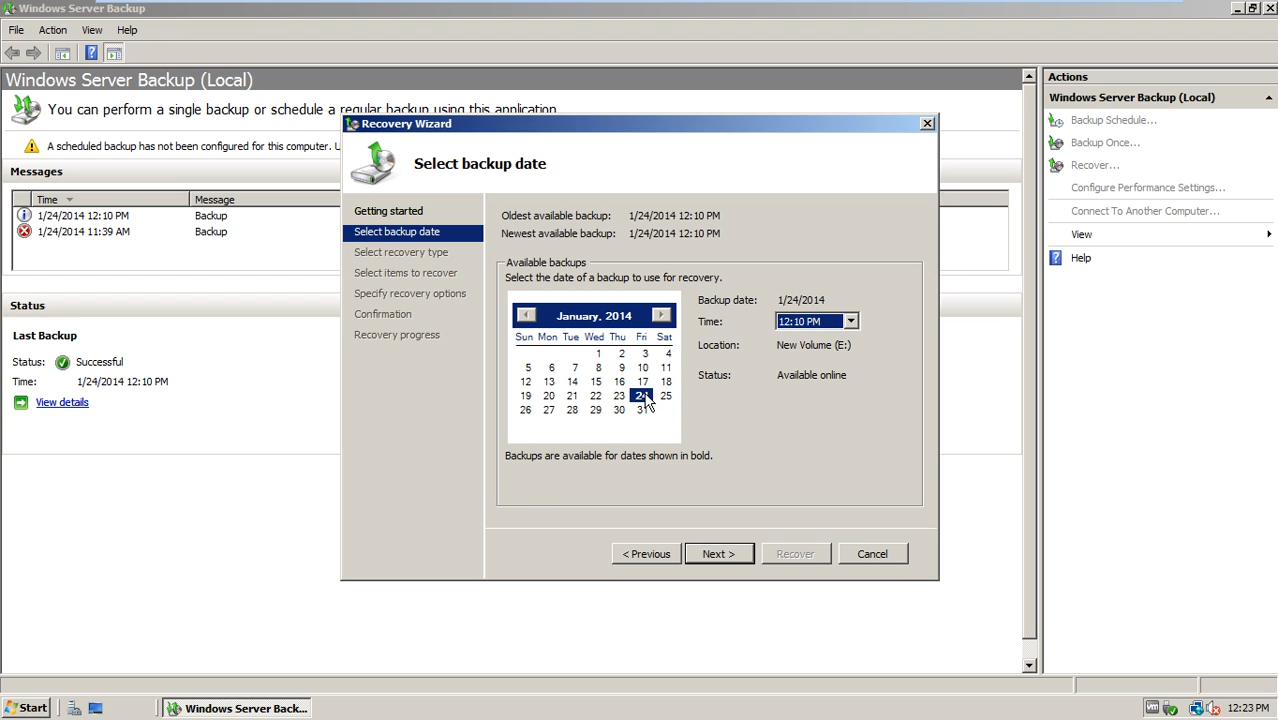 Windows Server Backup
File Action View Help
Windows Server Backup (Local)
You can perform a single backup or schedule a regular backup using this application.
A scheduled backup has not been configured for this computer. U
Messages
Time Message
1/24/2014 12:10 PM Backup
1/24/2014 11:39 AM Backup
Status
Last Backup
Status: Successful
Time: 1/24/2014 12:10 PM
View details
Recovery Wizard
Select backup date
Getting started
Select backup date
Select recovery type
Select items to recover
Specify recovery options
Confirmation
Recovery progress
Oldest available backup: 1/24/2014 12:10 PM
Newest available backup: 1/24/2014 12:10 PM
Available backups
Select the date of a backup to use for recovery.
January, 2014
Sun Mon Tue Wed Thu Fri Sat
1 2 3 4
5 6 7 8 9 10 11
12 13 14 15 16 17 18
19 20 21 22 23 24 25
26 27 28 29 30 31
Backups are available for dates shown in bold.
Backup date: 1/24/2014
Time: 12:10 PM
Location: New Volume (E:)
Status: Available online
< Previous Next > Recover Cancel
Actions
Windows Server Backup (Local)
Backup Schedule...
Backup Once...
Recover...
Configure Performance Settings...
Connect To Another Computer...
View
Help
Start
Windows Server Back...
vm
12:23 PM